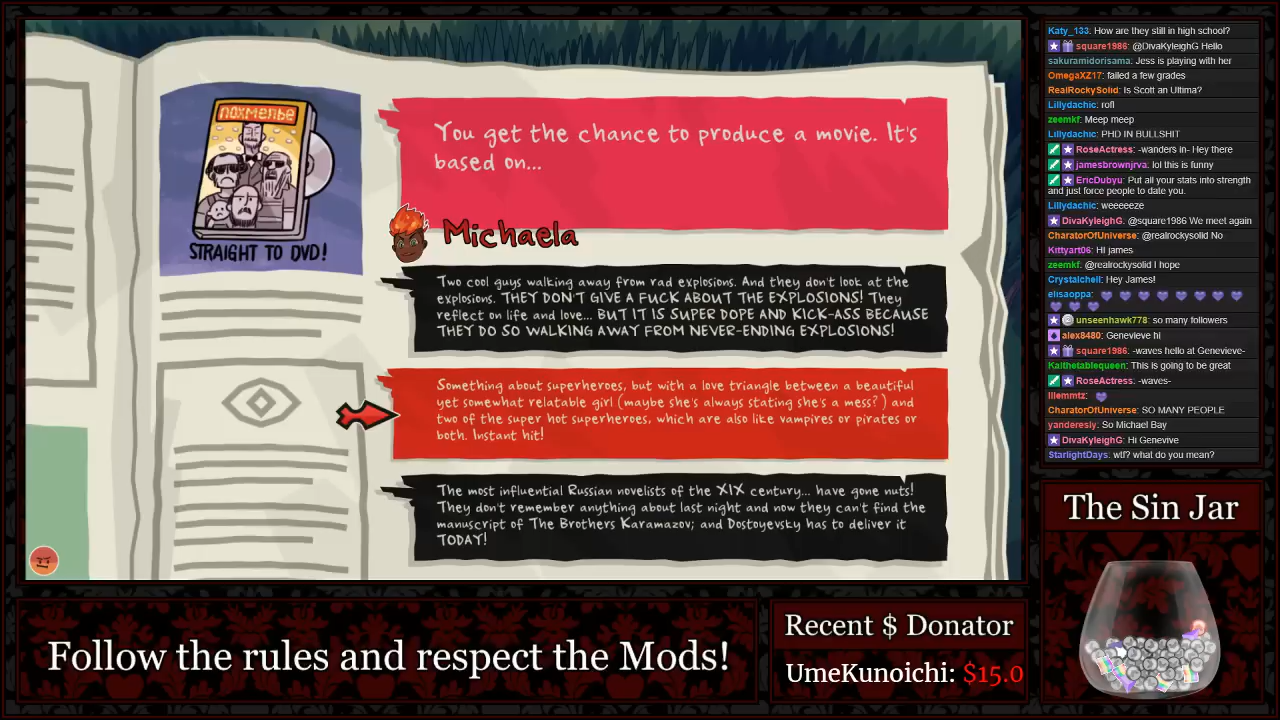 похмелье
STRAIGHT TO DVD!
You get the chance to produce a movie. It's
based on...
Michaela
Two cool guys walking away from rad explosions. And they don't look at the
explosions. THEY DON'T GIVE A FUCK ABOUT THE EXPLOSIONS! They
reflect on life and love... BUT IT IS SUPER DOPE AND KICK-ASS BECAUSE
THEY DO SO WALKING AWAY FROM NEVER-ENDING EXPLOSIONS!
Something about superheroes, but with a love triangle between a beautiful
yet somewhat relatable girl (maybe she's always stating she's a mess?) and
two of the super hot superheroes, which are also like vampires or pirates or
both. Instant hit!
The most influential Russian novelists of the XIX century... have gone nuts!
They don't remember anything about last night and now they can't find the
manuscript of The Brothers Karamazov; and Dostoyevsky has to deliver it
TODAY!
Katy_133: How are they still in high school?
square1986: @DivaKyleighG Hello
sakuramidorisama: Jess is playing with her
OmegaXZ17: failed a few grades
RealRockySolid: Is Scott an Ultima?
Lillydachic: rofl
zeemkf: Meep meep
Lillydachic: PHD IN BULLSHIT
RoseActress: -wanders in- Hey there
jamesbrownjrva: lol this is funny
EricDubyu: Put all your stats into strength
and just force people to date you.
Lillydachic: weeeeeze
DivaKyleighG: @square1986 We meet again
CharatorOfUniverse: @realrockysolid No
Kittyart06: HI james
zeemkf: @realrockysolid I hope
Crystalchell: Hey James!
elisaoppa:
unseenhawk778: so many followers
alex8480: Genevieve hi
square1986: -waves hello at Genevieve-
Kaithetablequeen: This is going to be great
RoseActress: -waves-
lllemmtz:
CharatorOfUniverse: SO MANY PEOPLE
yanderesly: So Michael Bay
DivaKyleighG: Hi Genevive
StarlightDays: wtf? what do you mean?
The Sin Jar
Follow the rules and respect the Mods!
Recent $ Donator
UmeKunoichi: $15.0